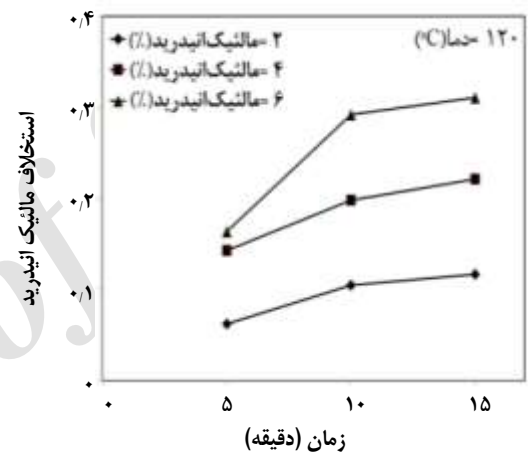 ۰/۴
۰/۳
۰/۲
۰/۱
۰
استخلاف مالئیک انیدرید
۲ =مالئیک‌انیدرید(٪)
۴ =مالئیک‌انیدرید(٪)
۶ =مالئیک‌انیدرید(٪)
۱۲۰ =دما(°C)
۰ ۵ ۱۰ ۱۵
زمان (دقیقه)
of